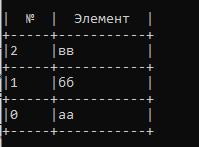 | № | Элемент |
+-----+-----------+
|2 |вв |
+-----+-----------+
|1 |бб |
+-----+-----------+
|0 |аа |
+-----+-----------+